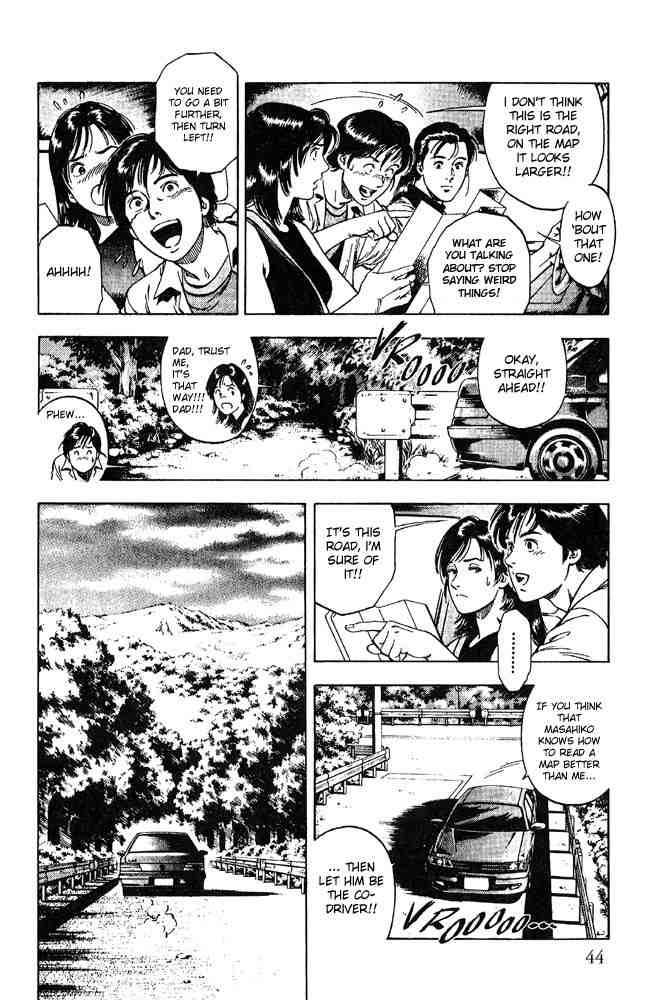 I DON'T THINK
THIS IS THE
RIGHT ROAD,
ON THE MAP
IT LOOKS
LARGER!!
HOW
'BOUT
THAT
ONE!
WHAT ARE
YOU TALKING
ABOUT? STOP
SAYING WEIRD
THINGS!
YOU NEED
TO GO A BIT
FURTHER,
THEN TURN
LEFT!!
AHHHH!
OKAY,
STRAIGHT
AHEAD!!
VROOOO
DAD, TRUST
ME,
IT'S
THAT
WAY!!!
DAD!!!
PHEW...
IT'S THIS
ROAD, I'M
SURE OF
IT!!
........
IF YOU THINK
THAT
MASAHIKO
KNOWS HOW
TO READ A
MAP BETTER
THAN ME...
... THEN
LET HIM BE
THE CO-
DRIVER!!
VROOOOO...
44